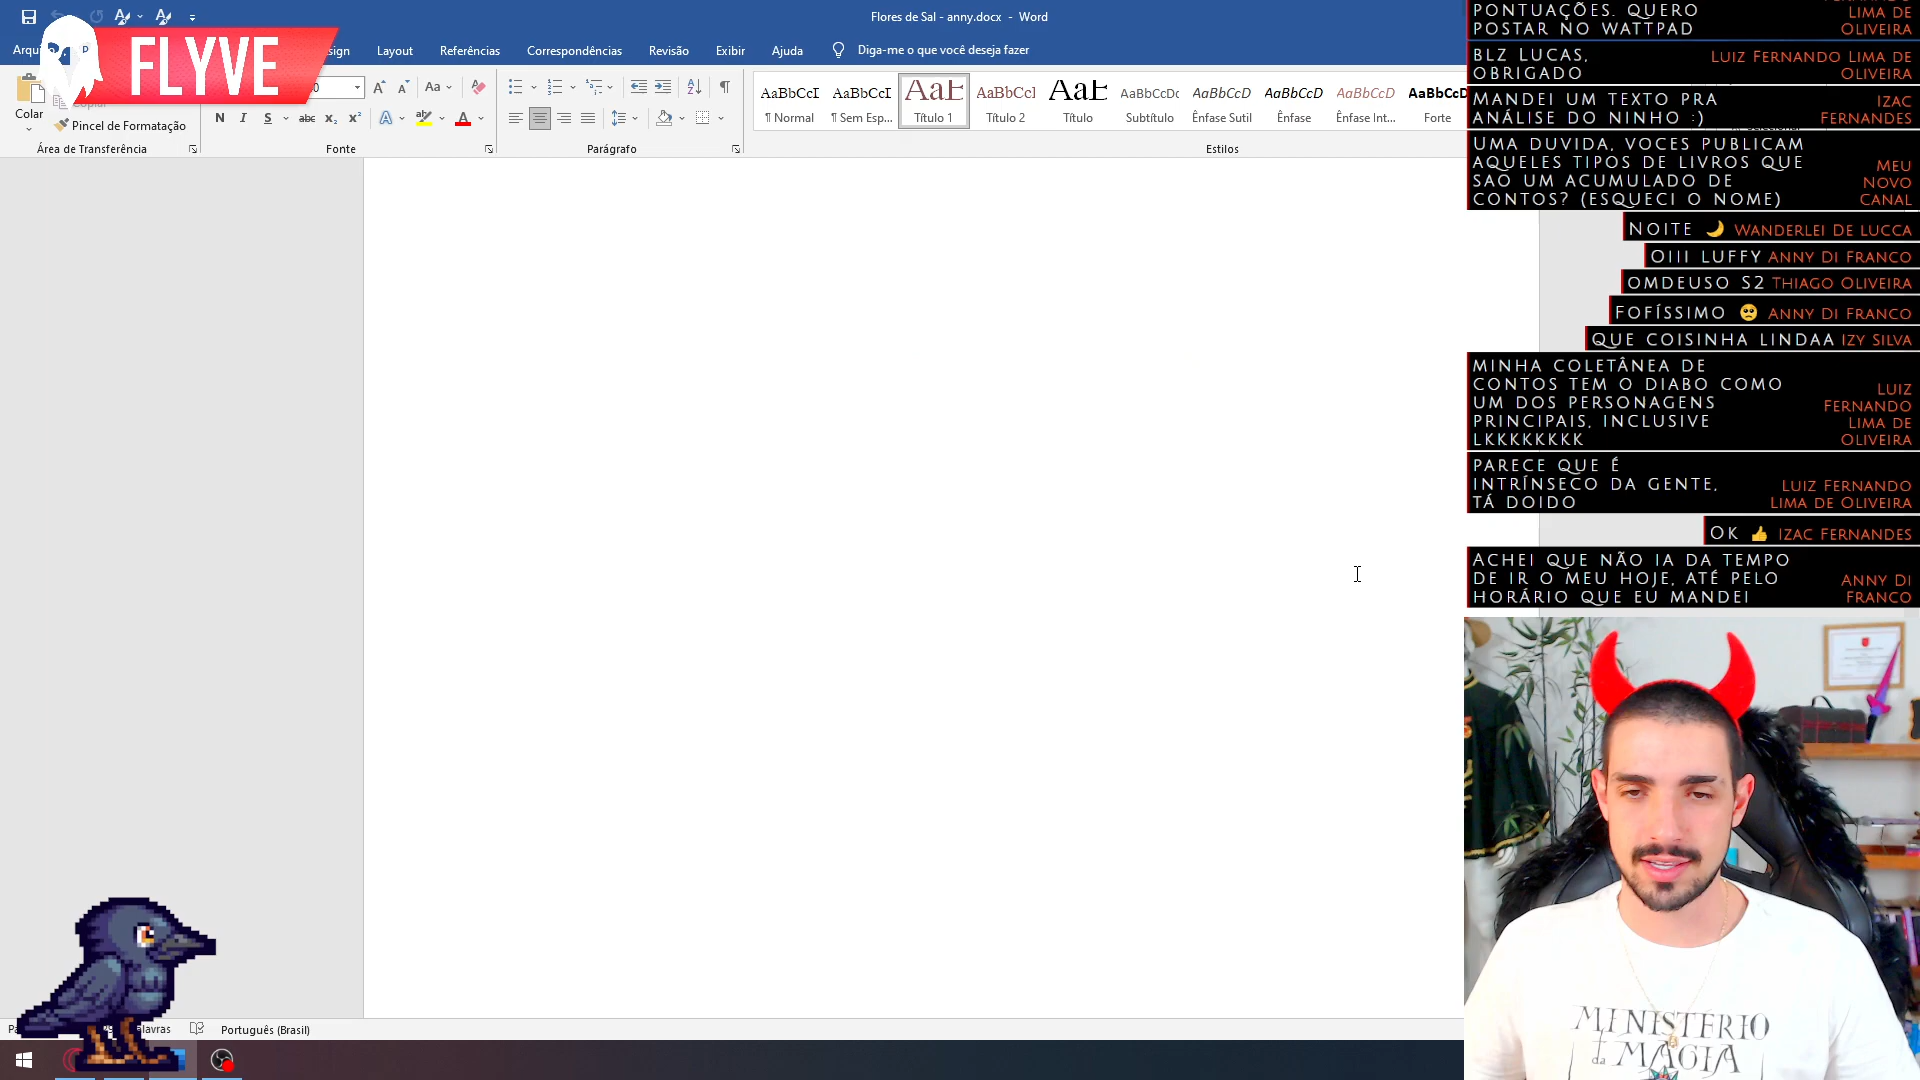 Flores de Sal - anny.docx - Word
FLYVE
Layout
Referências
Correspondências
Revisão
Exibir
Ajuda
Diga-me o que você deseja fazer
Colar
Copiar
Pincel de Formatação
Área de Transferência
Aa
N I S abc x₂ x²
A A
Fonte
Parágrafo
AaBbCcI
AaBbCcI
AaB
AaBbCcI
AaB
AaBbCcDc
AaBbCcD
AaBbCcD
AaBbCcD
AaBbCcD
¶ Normal
¶ Sem Esp...
Título 1
Título 2
Título
Subtítulo
Ênfase Sutil
Ênfase
Ênfase Int...
Forte
Estilos
PONTUAÇÕES. QUERO
POSTAR NO WATTPAD
LIMA DE
OLIVEIRA
BLZ LUCAS,
OBRIGADO
LUIZ FERNANDO LIMA DE
OLIVEIRA
MANDEI UM TEXTO PRA
ANÁLISE DO NINHO :)
IZAC
FERNANDES
UMA DUVIDA, VOCES PUBLICAM
AQUELES TIPOS DE LIVROS QUE
SAO UM ACUMULADO DE
CONTOS? (ESQUECI O NOME)
MEU
NOVO
CANAL
NOITE 🌙 WANDERLEI DE LUCCA
OIII LUFFY ANNY DI FRANCO
OMDEUSO S2 THIAGO OLIVEIRA
FOFÍSSIMO 🥺 ANNY DI FRANCO
QUE COISINHA LINDAA IZY SILVA
MINHA COLETÂNEA DE
CONTOS TEM O DIABO COMO
UM DOS PERSONAGENS
PRINCIPAIS, INCLUSIVE
LKKKKKKKK
LUIZ
FERNANDO
LIMA DE
OLIVEIRA
PARECE QUE É
INTRÍNSECO DA GENTE,
TÁ DOIDO
LUIZ FERNANDO
LIMA DE OLIVEIRA
OK 👍 IZAC FERNANDES
ACHEI QUE NÃO IA DA TEMPO
DE IR O MEU HOJE, ATÉ PELO
HORÁRIO QUE EU MANDEI
ANNY DI
FRANCO
MINISTÉRIO
da MAGIA
Português (Brasil)